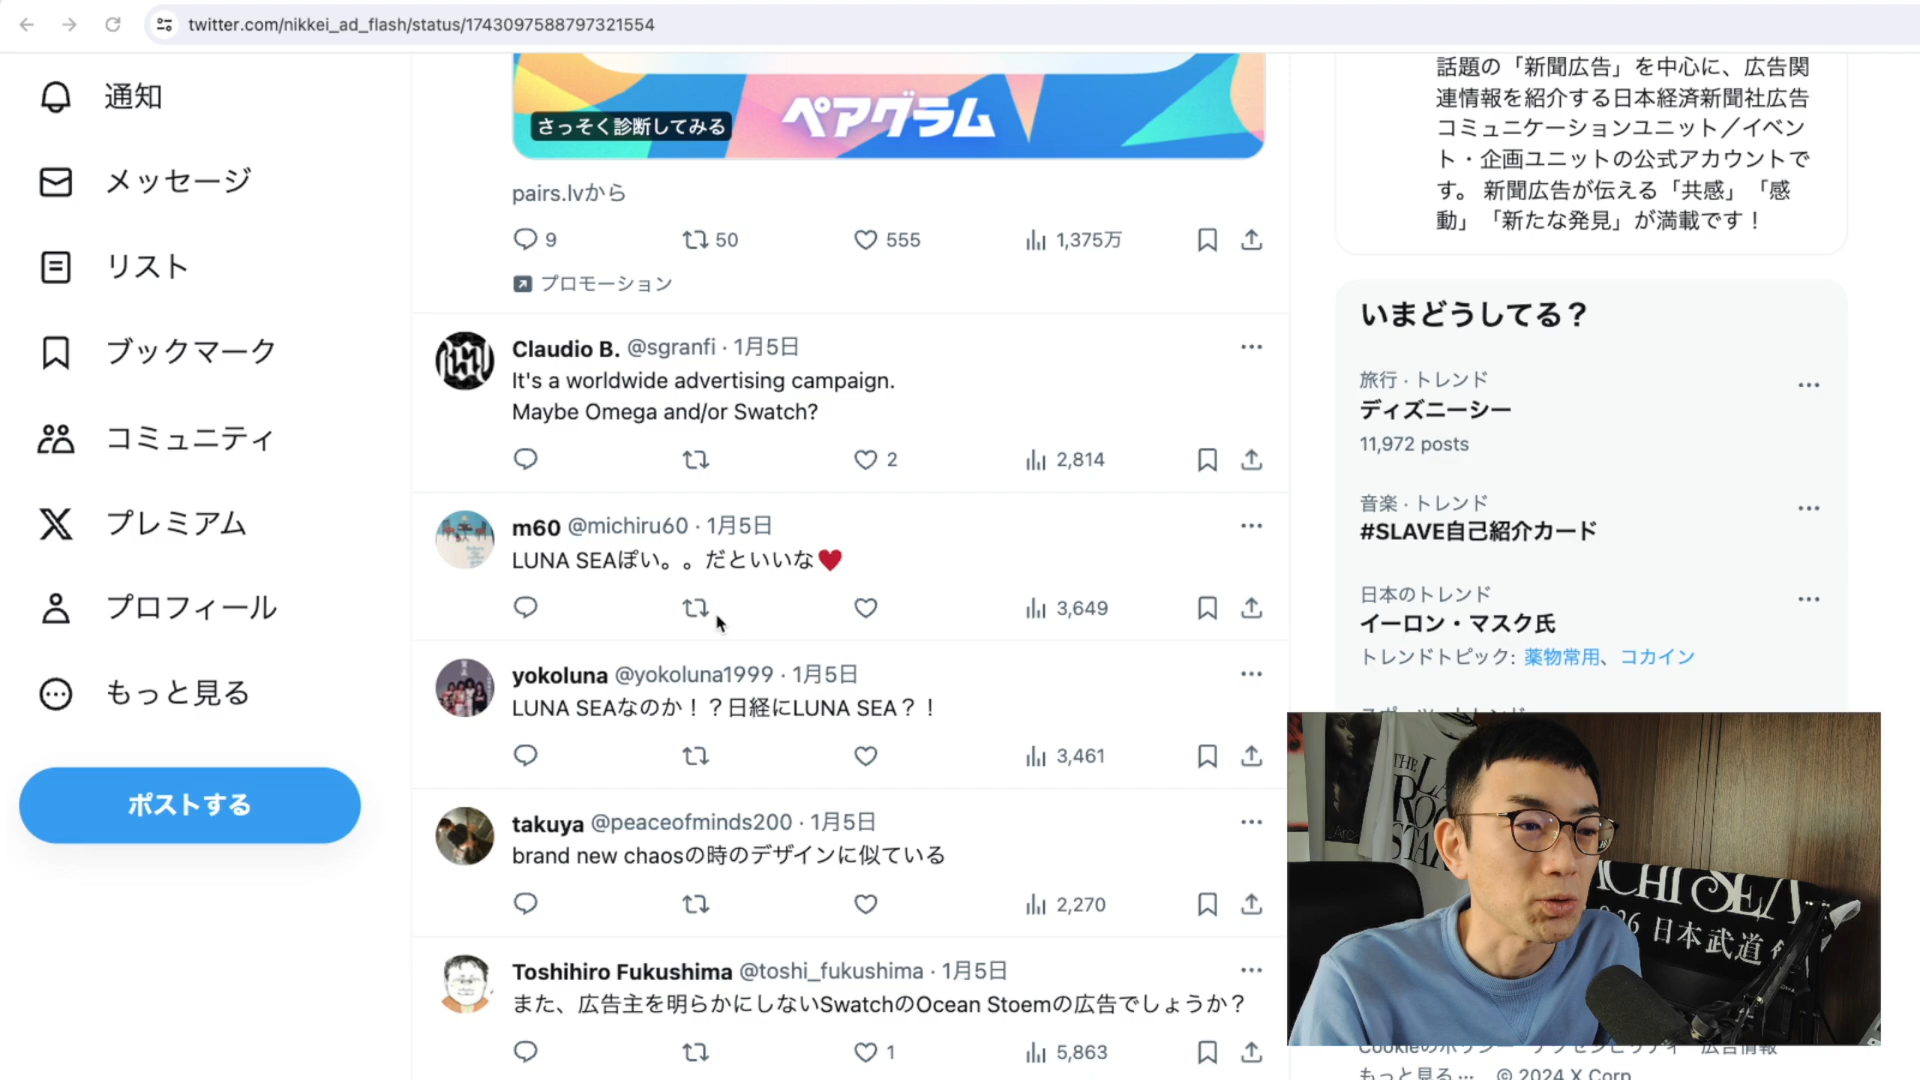 twitter.com/nikkei_ad_flash/status/1743097588797321554
通知
メッセージ
リスト
ブックマーク
コミュニティ
プレミアム
プロフィール
もっと見る
ポストする
さっそく診断してみる
ペアグラム
pairs.lvから
9
50
555
1,375万
プロモーション
Claudio B. @sgranfi · 1月5日
It's a worldwide advertising campaign.
Maybe Omega and/or Swatch?
2
2,814
m60 @michiru60 · 1月5日
LUNA SEAぽい。。だといいな♥
3,649
yokoluna @yokoluna1999 · 1月5日
LUNA SEAなのか！？日経にLUNA SEA？！
3,461
takuya @peaceofminds200 · 1月5日
brand new chaosの時のデザインに似ている
2,270
Toshihiro Fukushima @toshi_fukushima · 1月5日
また、広告主を明らかにしないSwatchのOcean Stoemの広告でしょうか？
1
5,863
話題の「新聞広告」を中心に、広告関
連情報を紹介する日本経済新聞社広告
コミュニケーションユニット／イベン
ト・企画ユニットの公式アカウントで
す。 新聞広告が伝える「共感」「感
動」「新たな発見」が満載です！
いまどうしてる？
旅行 · トレンド
ディズニーシー
11,972 posts
音楽 · トレンド
#SLAVE自己紹介カード
日本のトレンド
イーロン・マスク氏
トレンドトピック: 薬物常用、コカイン
THE
日本武道
もっと見る … © 2024 X Corp.